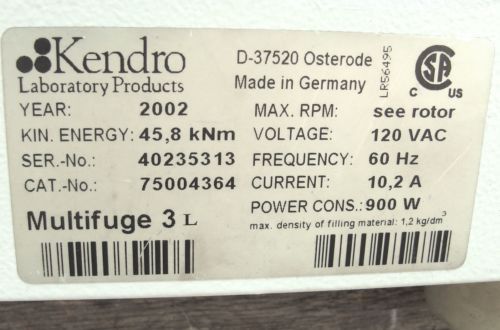 Kendro
Laboratory Products
D-37520 Osterode
Made in Germany
LR56495
CSA
C US
YEAR: 2002
MAX. RPM: see rotor
KIN. ENERGY: 45,8 kNm
VOLTAGE: 120 VAC
SER.-No.: 40235313
FREQUENCY: 60 Hz
CAT.-No.: 75004364
CURRENT: 10,2 A
POWER CONS.: 900 W
Multifuge 3 L
max. density of filling material: 1,2 kg/dm³